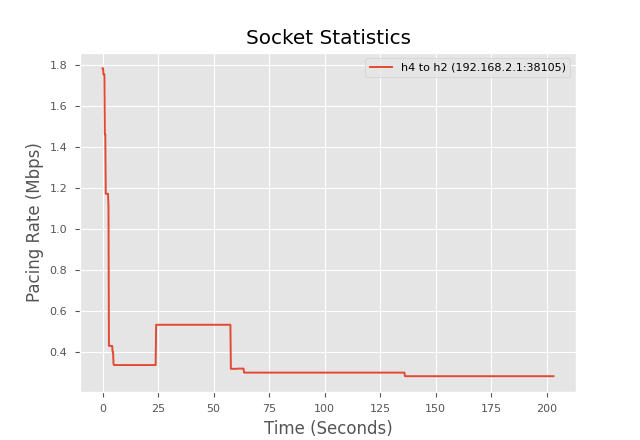 Socket Statistics
h4 to h2 (192.168.2.1:38105)
Pacing Rate (Mbps)
1.8
1.6
1.4
1.2
1.0
0.8
0.6
0.4
0 25 50 75 100 125 150 175 200
Time (Seconds)